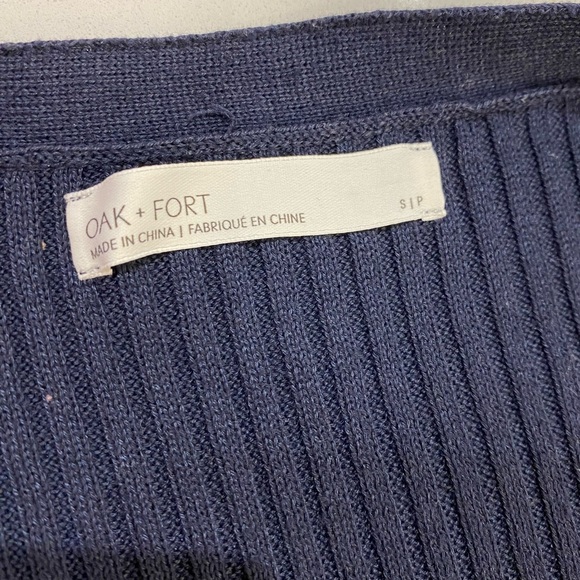 OAK + FORT
MADE IN CHINA | FABRIQUÉ EN CHINE
S | P